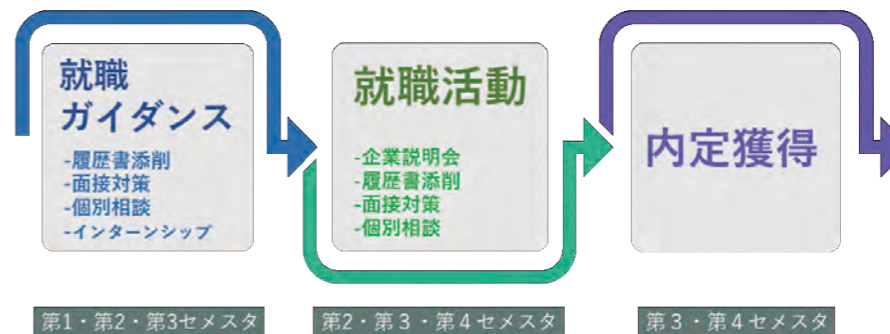 就職
ガイダンス
-履歴書添削
-面接対策
-個別相談
-インターンシップ
第1・第2・第3セメスタ
就職活動
-企業説明会
-履歴書添削
-面接対策
-個別相談
第2・第3・第4セメスタ
内定獲得
第3・第4セメスタ